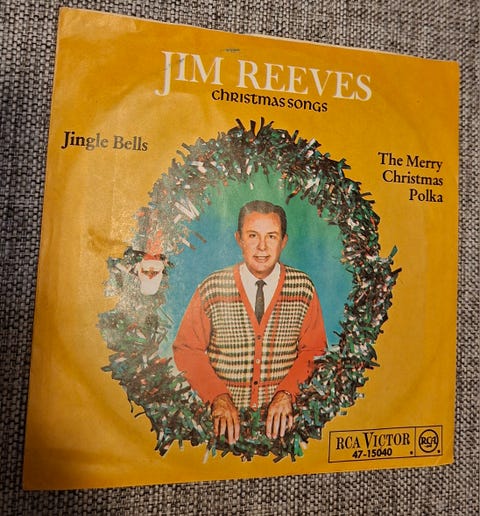 JIM REEVES
Christmas songs
Jingle Bells
The Merry
Christmas
Polka
RCA VICTOR
RCA
47-15040